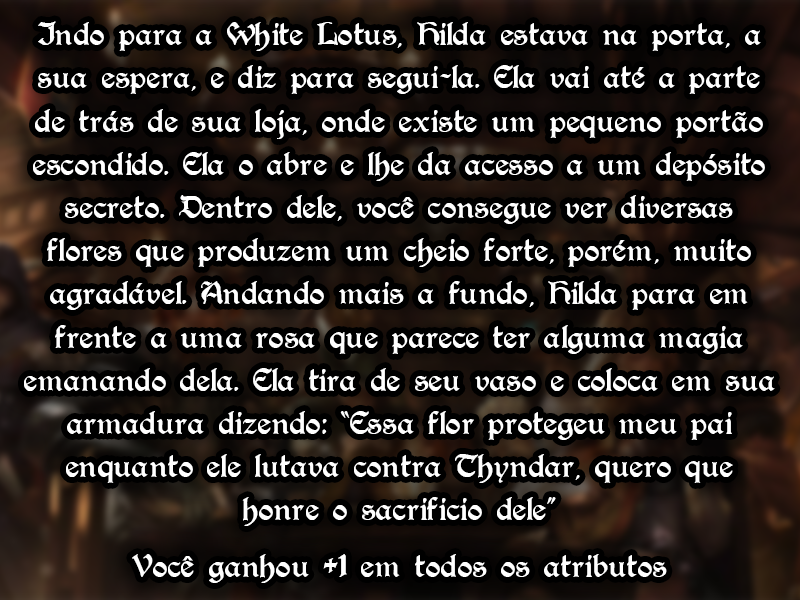 Indo para a White Lotus, Hilda estava na porta, a
sua espera, e diz para segui-la. Ela vai até a parte
de trás de sua loja, onde existe um pequeno portão
escondido. Ela o abre e lhe da acesso a um depósito
secreto. Dentro dele, você consegue ver diversas
flores que produzem um cheio forte, porém, muito
agradável. Andando mais a fundo, Hilda para em
frente a uma rosa que parece ter alguma magia
emanando dela. Ela tira de seu vaso e coloca em sua
armadura dizendo: “Essa flor protegeu meu pai
enquanto ele lutava contra Thyndar, quero que
honre o sacrificio dele”
Você ganhou +1 em todos os atributos